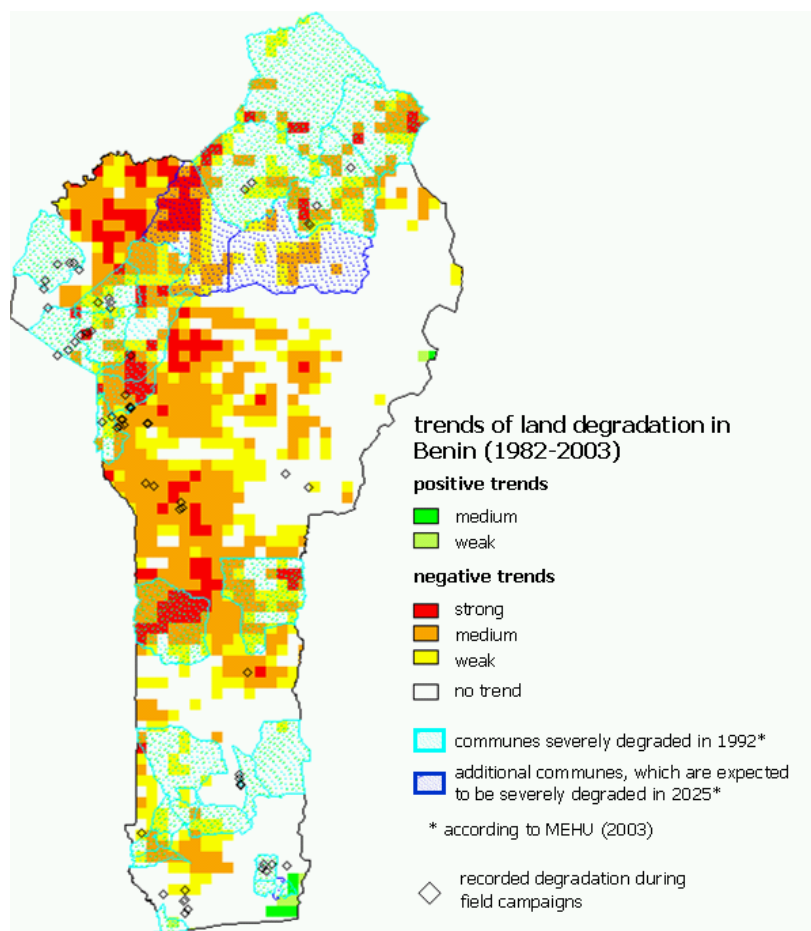 trends of land degradation in
Benin (1982-2003)
positive trends
medium
weak
negative trends
strong
medium
weak
no trend
communes severely degraded in 1992*
additional communes, which are expected
to be severely degraded in 2025*
* according to MEHU (2003)
recorded degradation during
field campaigns